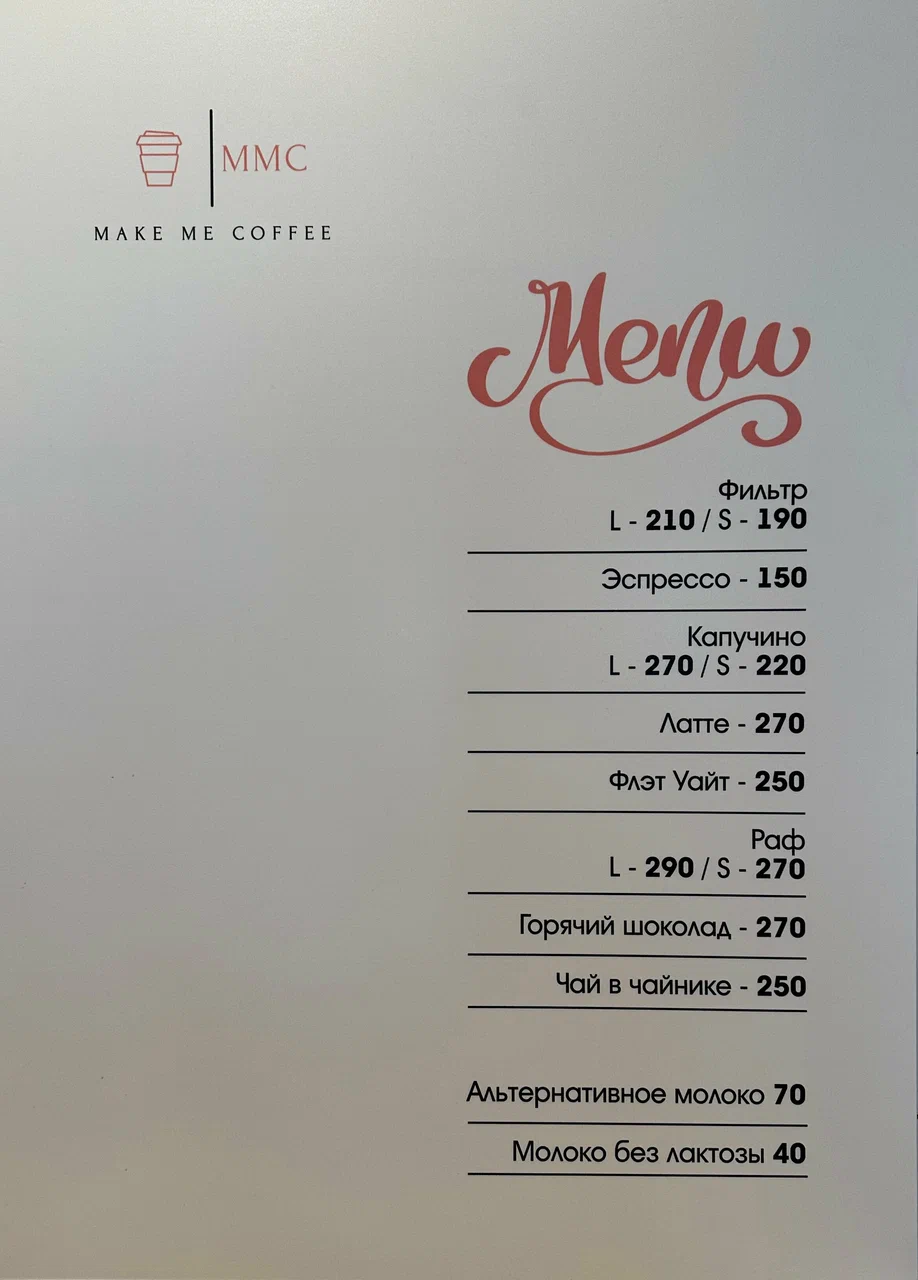 MMC
MAKE ME COFFEE
Menu
Фильтр
L - 210 / S - 190
Эспрессо - 150
Капучино
L - 270 / S - 220
Латте - 270
Флэт Уайт - 250
Раф
L - 290 / S - 270
Горячий шоколад - 270
Чай в чайнике - 250
Альтернативное молоко 70
Молоко без лактозы 40